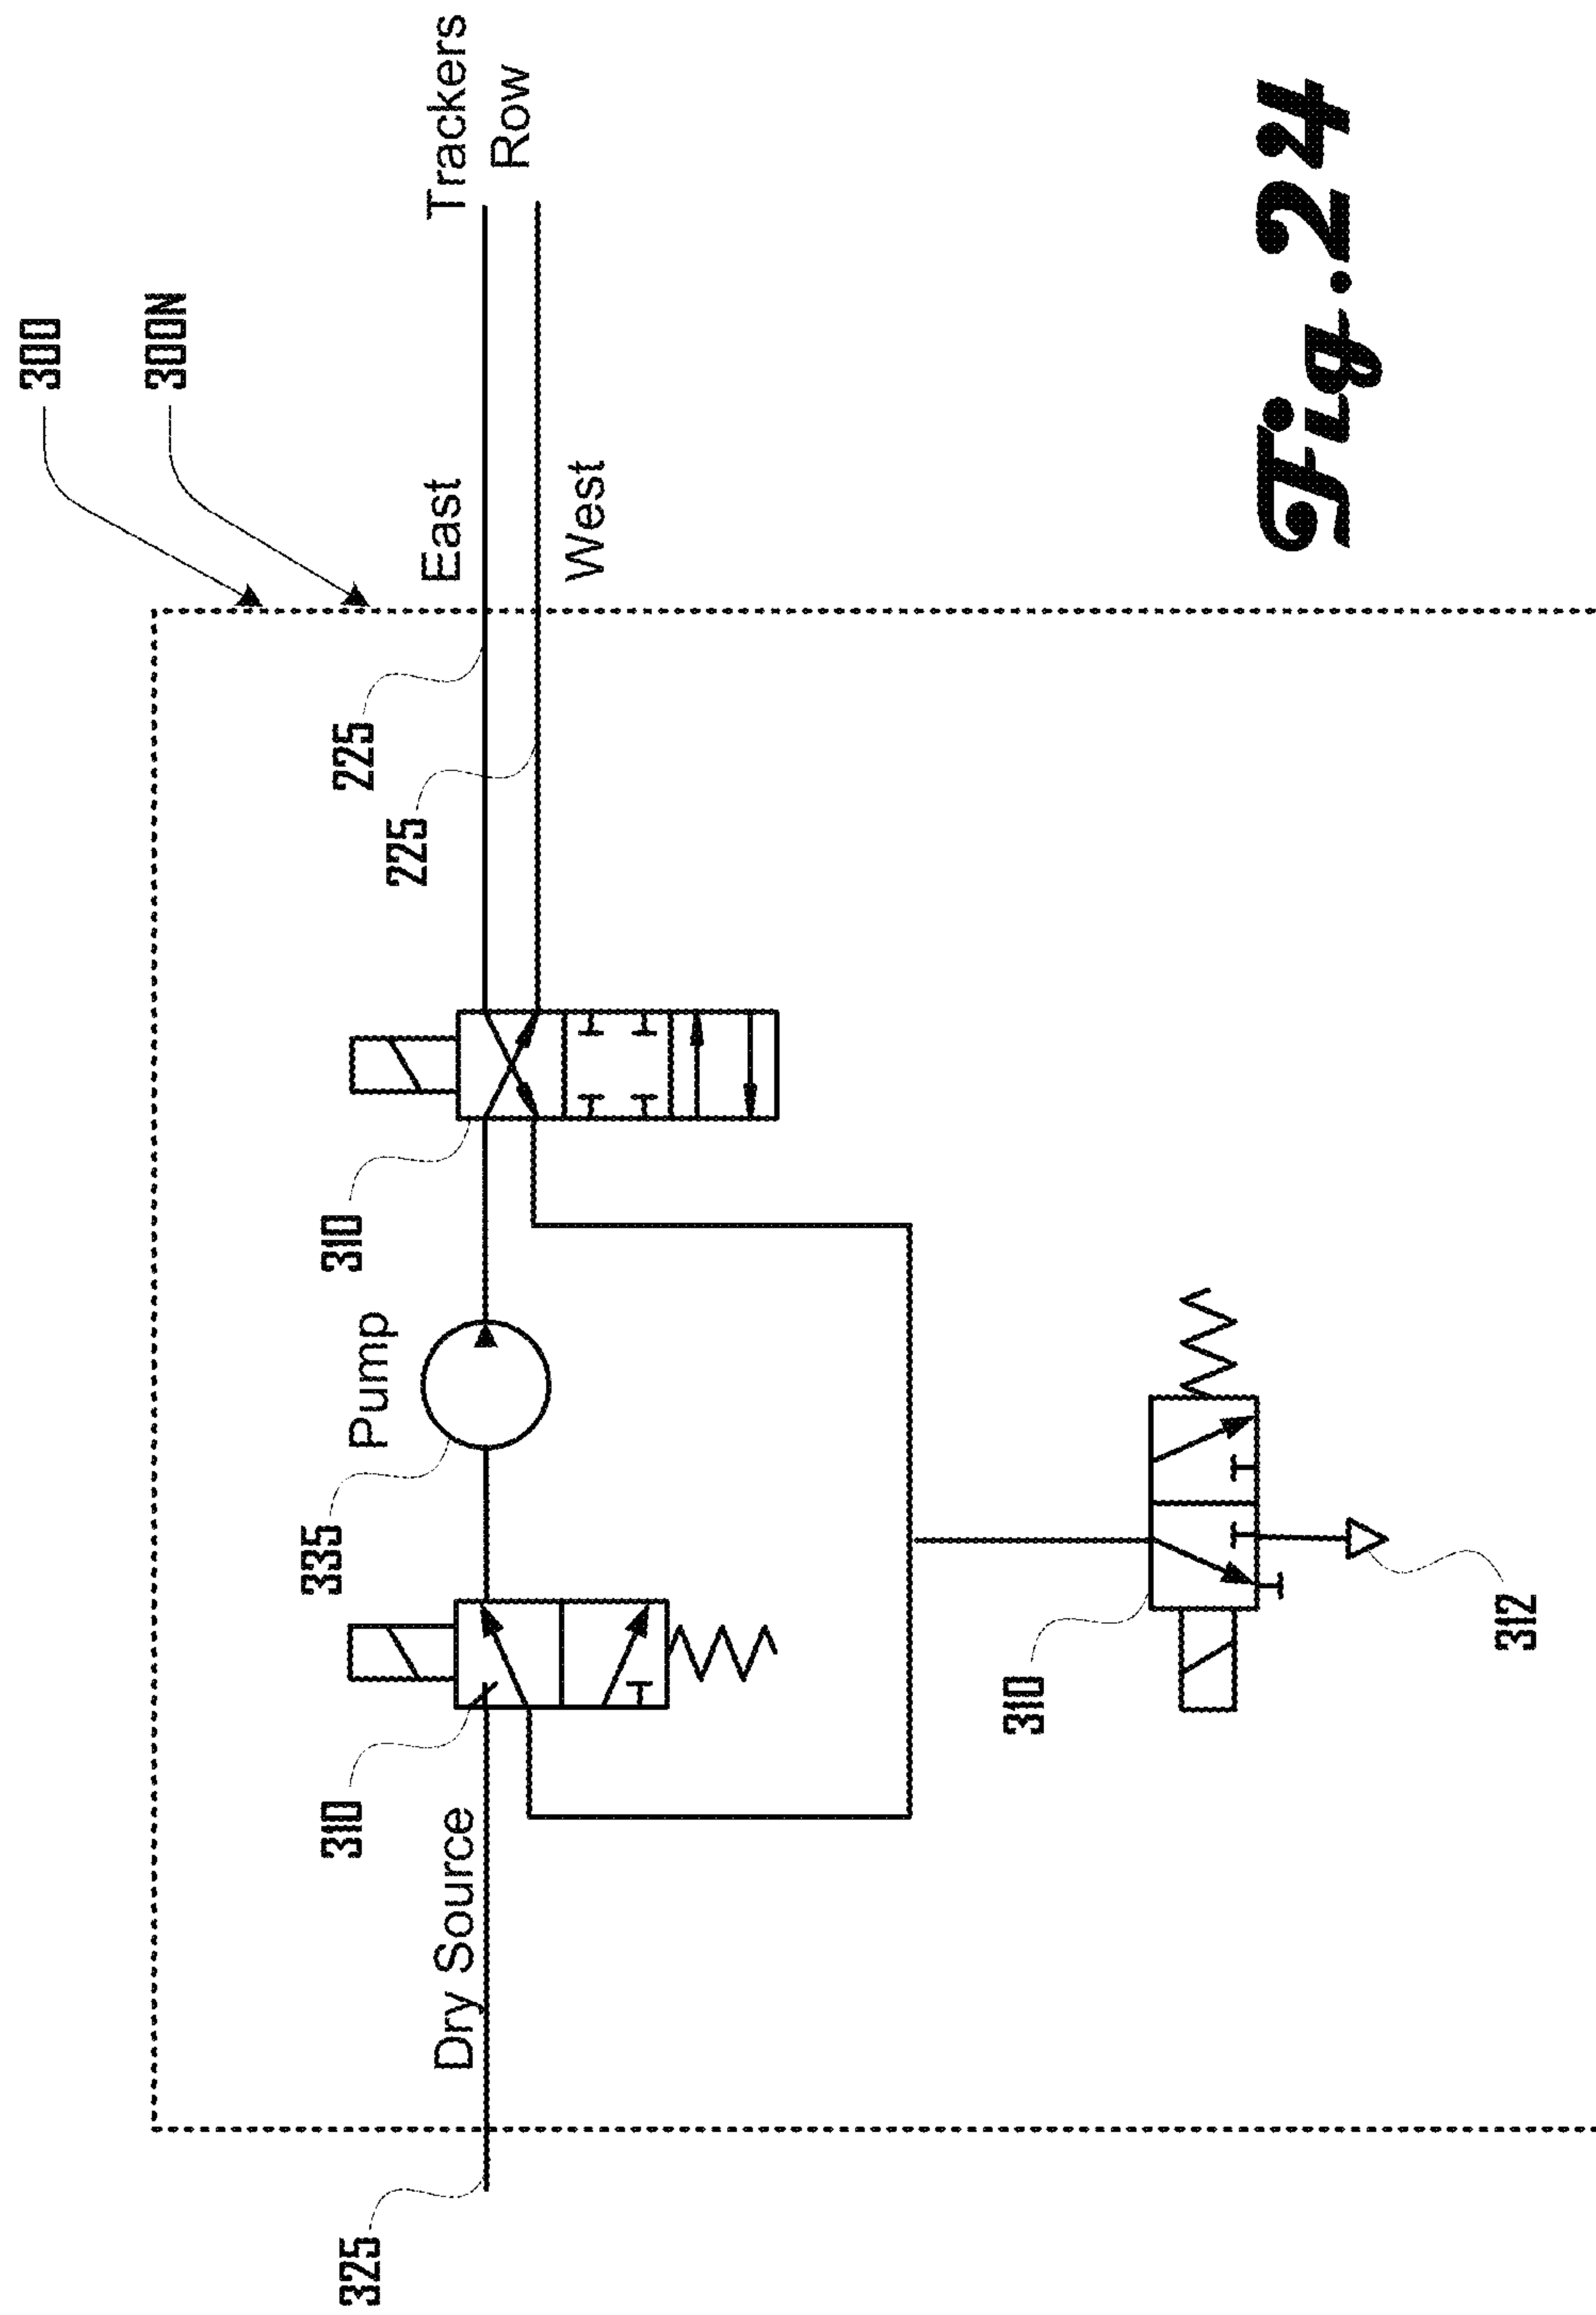 300
300N
Trackers
Row
East
West
225
225
310
Pump
335
310
Dry Source
325
310
312
Fig.24